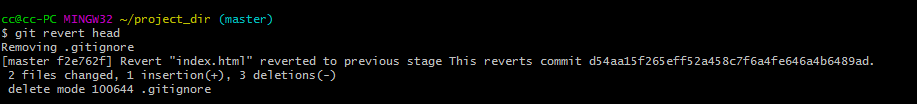 cc@cc-PC MINGW32 ~/project_dir (master)
$ git revert head
Removing .gitignore
[master f2e762f] Revert "index.html" reverted to previous stage This reverts commit d54aa15f265eff52a458c7f6a4fe646a4b6489ad.
 2 files changed, 1 insertion(+), 3 deletions(-)
 delete mode 100644 .gitignore